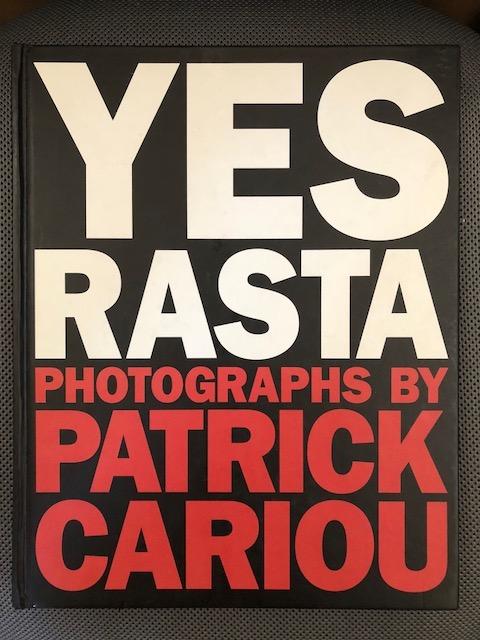 YES
RASTA
PHOTOGRAPHS BY
PATRICK
CARIOU